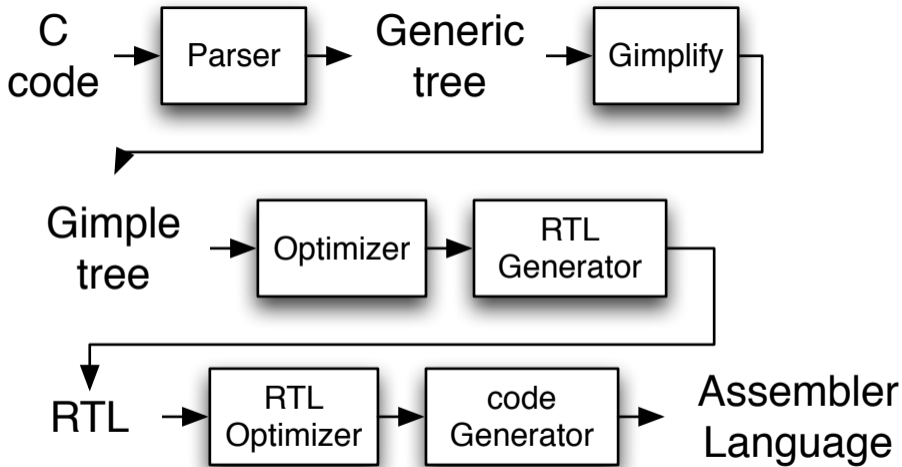 C
code
Parser
Generic
tree
Gimplify
Gimple
tree
Optimizer
RTL
Generator
RTL
RTL
Optimizer
code
Generator
Assembler
Language